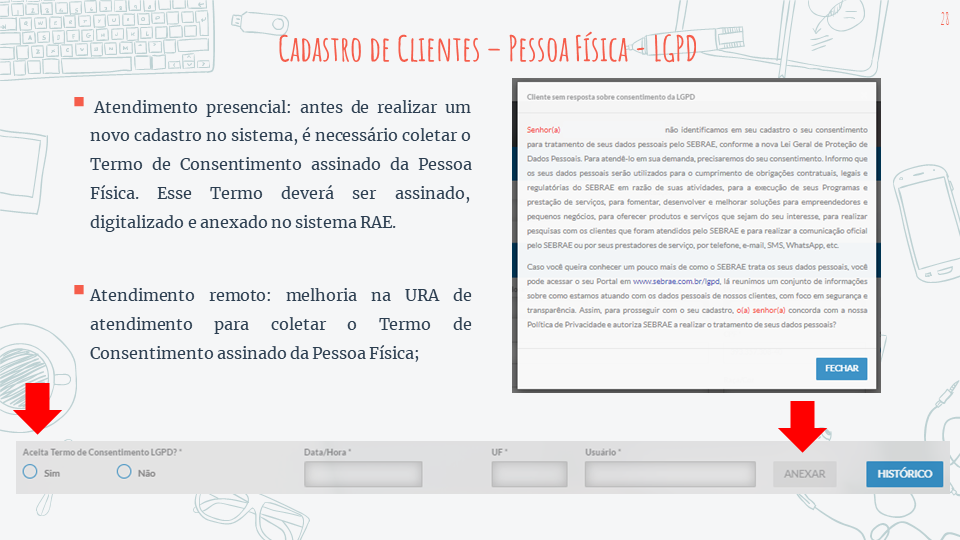 28
Cadastro de Clientes – Pessoa Física - LGPD
Atendimento presencial: antes de realizar um
novo cadastro no sistema, é necessário coletar o
Termo de Consentimento assinado da Pessoa
Física. Esse Termo deverá ser assinado,
digitalizado e anexado no sistema RAE.
Atendimento remoto: melhoria na URA de
atendimento para coletar o Termo de
Consentimento assinado da Pessoa Física;
Cliente sem resposta sobre consentimento da LGPD
Senhor(a) não identificamos em seu cadastro o seu consentimento
para tratamento de seus dados pessoais pelo SEBRAE, conforme a nova Lei Geral de Proteção de
Dados Pessoais. Para atendê-lo em sua demanda, precisaremos do seu consentimento. Informo que
os seus dados pessoais serão utilizados para o cumprimento de obrigações contratuais, legais e
regulatórias do SEBRAE em razão de suas atividades, para a execução de seus Programas e
prestação de serviços, para fomentar, desenvolver e melhorar soluções para empreendedores e
pequenos negócios, para oferecer produtos e serviços que sejam do seu interesse, para realizar
pesquisas com os clientes que foram atendidos pelo SEBRAE e para realizar a comunicação oficial
pelo SEBRAE ou por seus prestadores de serviço, por telefone, e-mail, SMS, WhatsApp, etc.
Caso você queira conhecer um pouco mais de como o SEBRAE trata os seus dados pessoais, você
pode acessar o seu Portal em www.sebrae.com.br/lgpd, lá reunimos um conjunto de informações
sobre como estamos atuando com os dados pessoais de nossos clientes, com foco em segurança e
transparência. Assim, para prosseguir com o seu cadastro, o(a) senhor(a) concorda com a nossa
Política de Privacidade e autoriza SEBRAE a realizar o tratamento de seus dados pessoais?
FECHAR
Aceita Termo de Consentimento LGPD? * Data/Hora * UF * Usuário *
Sim Não ANEXAR HISTÓRICO